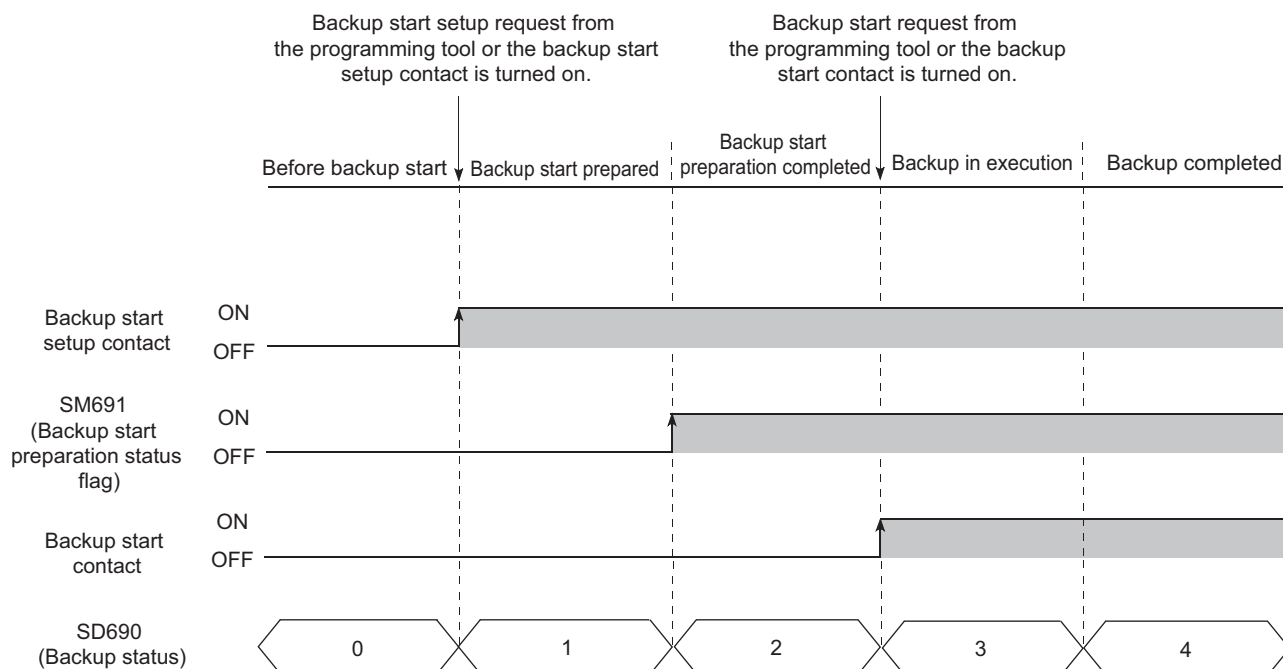 Backup start setup request from
the programming tool or the backup start
setup contact is turned on.
Backup start request from
the programming tool or the backup
start contact is turned on.
Before backup start
Backup start prepared
Backup start
preparation completed
Backup in execution
Backup completed
Backup start
setup contact
ON
OFF
SM691
(Backup start
preparation status
flag)
ON
OFF
Backup start
contact
ON
OFF
SD690
(Backup status)
0
1
2
3
4